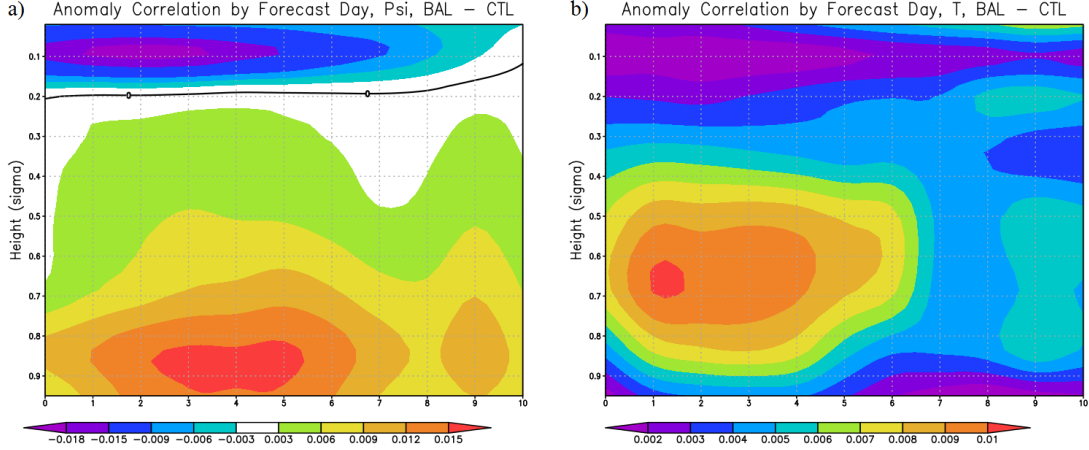 a) Anomaly Correlation by Forecast Day, Psi, BAL – CTL
Height (sigma)
0.1
0.2
0.3
0.4
0.5
0.6
0.7
0.8
0.9
0 0
0 1 2 3 4 5 6 7 8 9 10
−0.018 −0.015 −0.009 −0.006 −0.003 0.003 0.006 0.009 0.012 0.015
b) Anomaly Correlation by Forecast Day, T, BAL – CTL
Height (sigma)
0.1
0.2
0.3
0.4
0.5
0.6
0.7
0.8
0.9
0 1 2 3 4 5 6 7 8 9 10
0.002 0.003 0.004 0.005 0.006 0.007 0.008 0.009 0.01